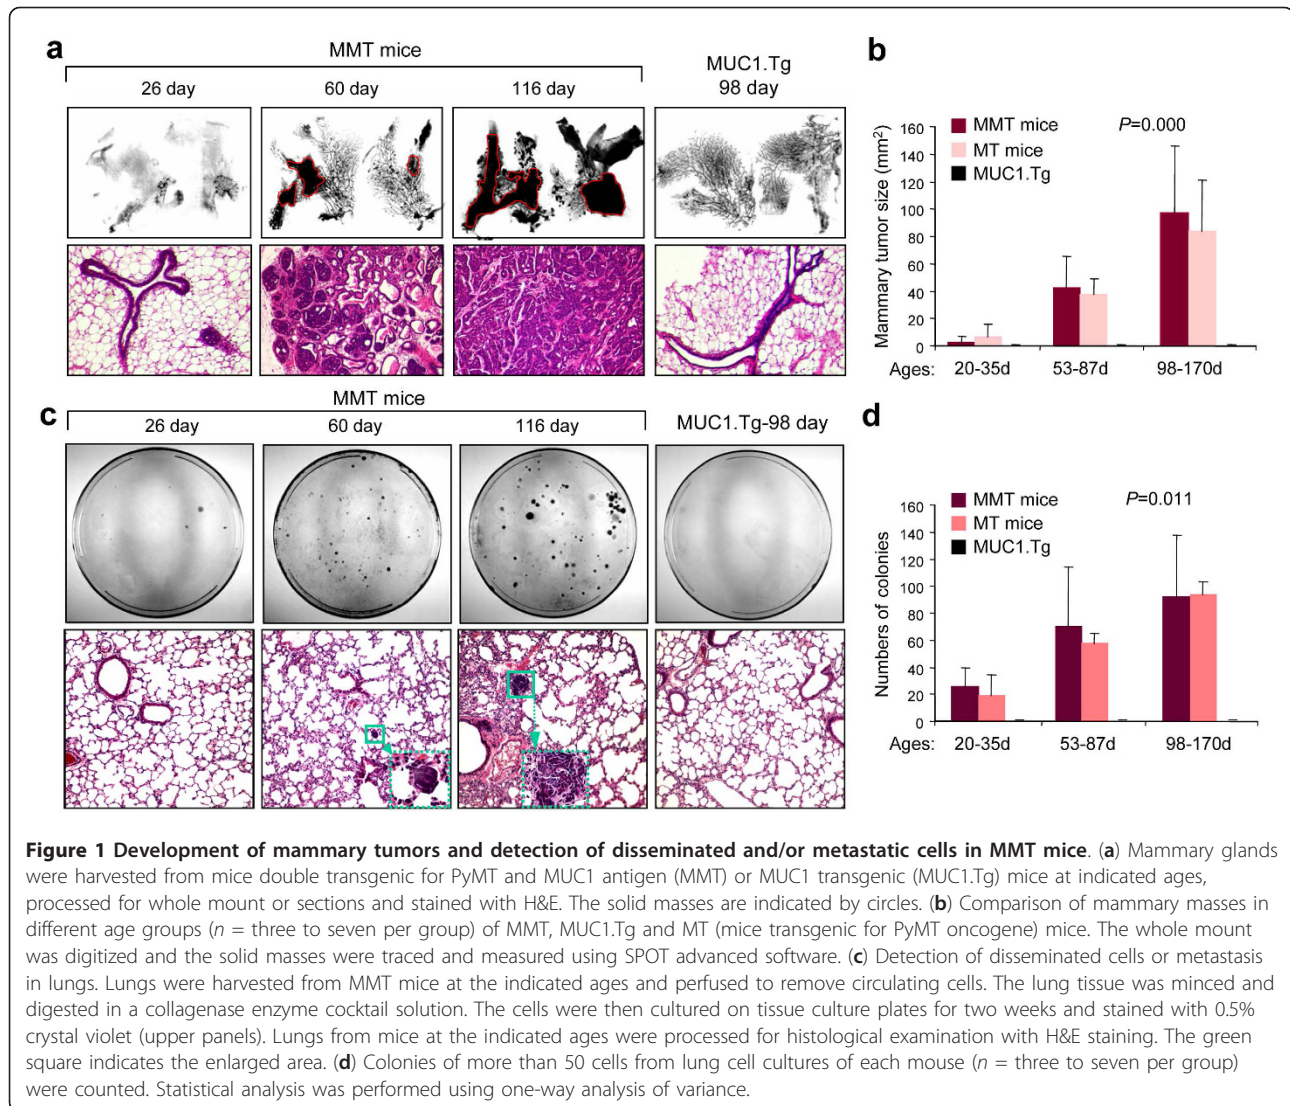 a
MMT mice
26 day
60 day
116 day
MUC1.Tg
98 day
b
MMT mice
MT mice
MUC1.Tg
P=0.000
Mammary tumor size (mm²)
160
140
120
100
80
60
40
20
0
Ages: 20-35d 53-87d 98-170d
c
MMT mice
26 day
60 day
116 day
MUC1.Tg-98 day
d
MMT mice
MT mice
MUC1.Tg
P=0.011
Numbers of colonies
160
140
120
100
80
60
40
20
0
Ages: 20-35d 53-87d 98-170d
Figure 1 Development of mammary tumors and detection of disseminated and/or metastatic cells in MMT mice. (a) Mammary glands
were harvested from mice double transgenic for PyMT and MUC1 antigen (MMT) or MUC1 transgenic (MUC1.Tg) mice at indicated ages,
processed for whole mount or sections and stained with H&E. The solid masses are indicated by circles. (b) Comparison of mammary masses in
different age groups (n = three to seven per group) of MMT, MUC1.Tg and MT (mice transgenic for PyMT oncogene) mice. The whole mount
was digitized and the solid masses were traced and measured using SPOT advanced software. (c) Detection of disseminated cells or metastasis
in lungs. Lungs were harvested from MMT mice at the indicated ages and perfused to remove circulating cells. The lung tissue was minced and
digested in a collagenase enzyme cocktail solution. The cells were then cultured on tissue culture plates for two weeks and stained with 0.5%
crystal violet (upper panels). Lungs from mice at the indicated ages were processed for histological examination with H&E staining. The green
square indicates the enlarged area. (d) Colonies of more than 50 cells from lung cell cultures of each mouse (n = three to seven per group)
were counted. Statistical analysis was performed using one-way analysis of variance.